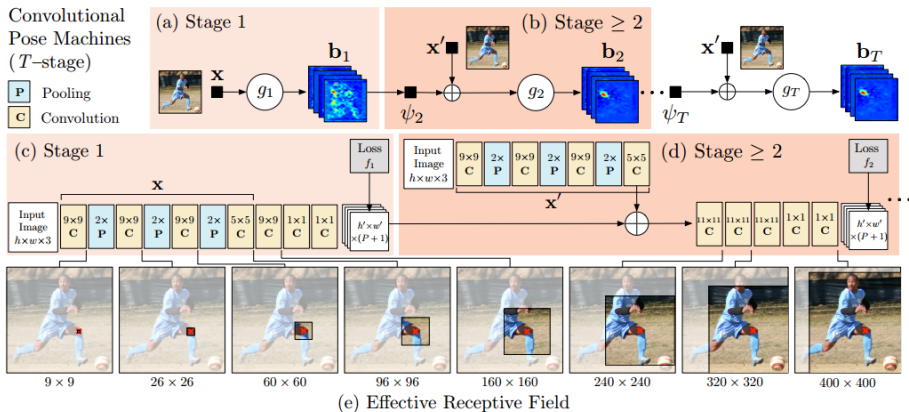 Convolutional
Pose Machines
(T–stage)
P Pooling
C Convolution
(a) Stage 1
x
g1
b1
(b) Stage ≥ 2
x′
ψ2
g2
b2
...
ψT
x′
gT
bT
(c) Stage 1
Input
Image
h×w×3
x
9×9
C
2×
P
9×9
C
2×
P
9×9
C
2×
P
5×5
C
9×9
C
1×1
C
1×1
C
Loss
f1
h′×w′
×(P+1)
(d) Stage ≥ 2
Input
Image
h×w×3
9×9
C
2×
P
9×9
C
2×
P
9×9
C
2×
P
5×5
C
x′
11×11
C
11×11
C
11×11
C
1×1
C
1×1
C
Loss
f2
h′×w′
×(P+1)
...
9 × 9
26 × 26
60 × 60
96 × 96
160 × 160
240 × 240
320 × 320
400 × 400
(e) Effective Receptive Field